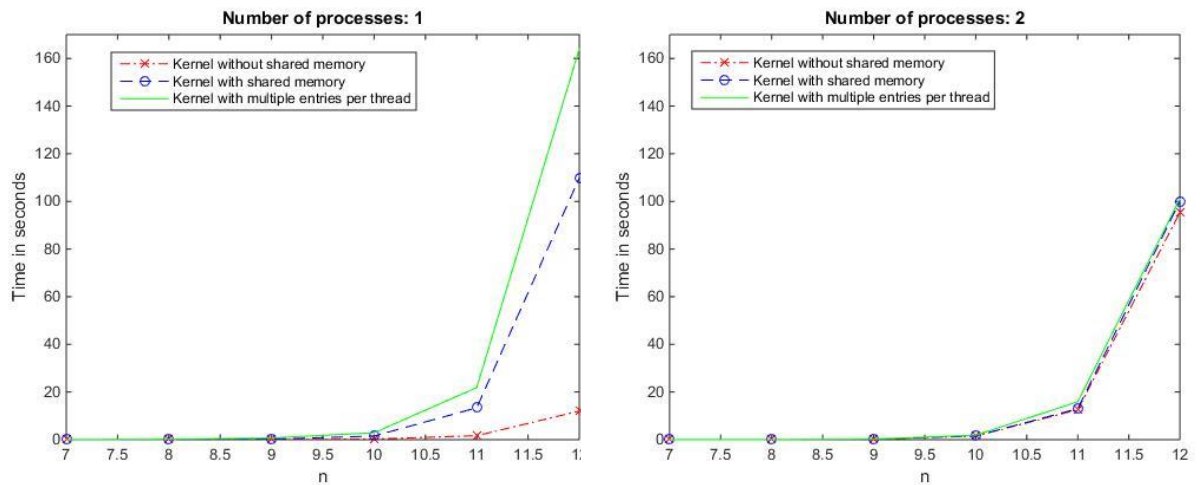 Number of processes: 1
160
140
120
100
80
60
40
20
0
Time in seconds
Kernel without shared memory
Kernel with shared memory
Kernel with multiple entries per thread
7 7.5 8 8.5 9 9.5 10 10.5 11 11.5 12
n
Number of processes: 2
160
140
120
100
80
60
40
20
0
Time in seconds
Kernel without shared memory
Kernel with shared memory
Kernel with multiple entries per thread
7 7.5 8 8.5 9 9.5 10 10.5 11 11.5 12
n